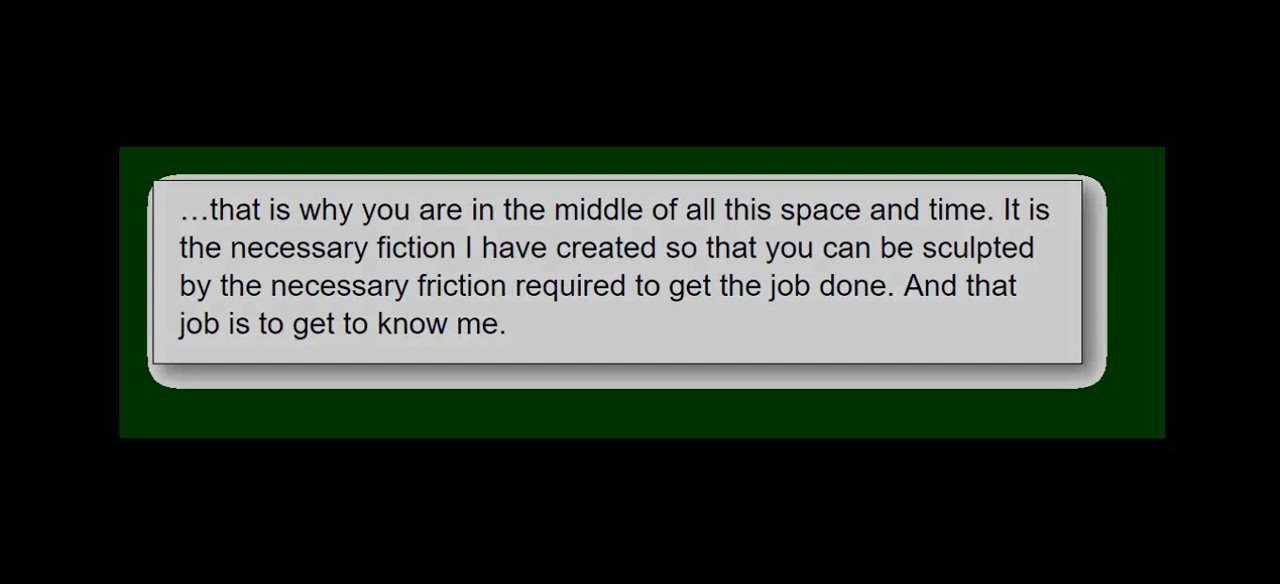 …that is why you are in the middle of all this space and time. It is
the necessary fiction I have created so that you can be sculpted
by the necessary friction required to get the job done. And that
job is to get to know me.